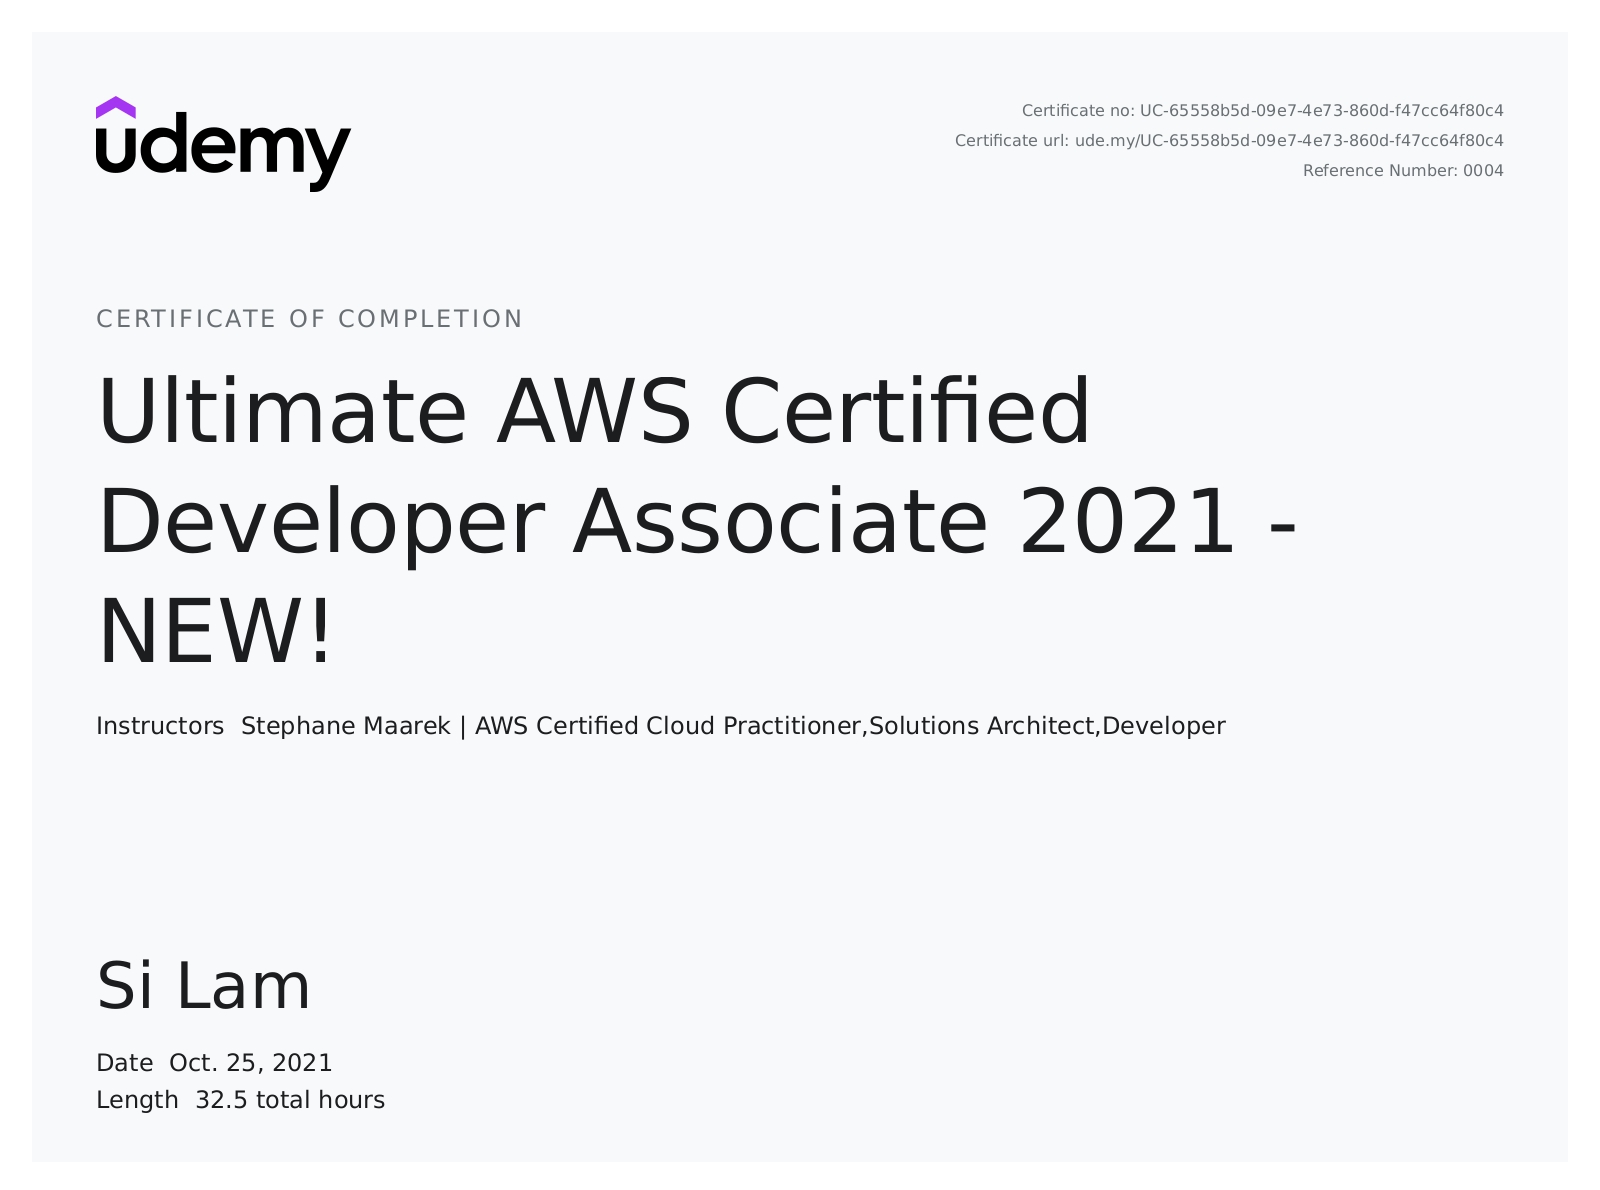 udemy
Certificate no: UC-65558b5d-09e7-4e73-860d-f47cc64f80c4
Certificate url: ude.my/UC-65558b5d-09e7-4e73-860d-f47cc64f80c4
Reference Number: 0004
CERTIFICATE OF COMPLETION
Ultimate AWS Certified
Developer Associate 2021 -
NEW!
Instructors  Stephane Maarek | AWS Certified Cloud Practitioner,Solutions Architect,Developer
Si Lam
Date  Oct. 25, 2021
Length  32.5 total hours